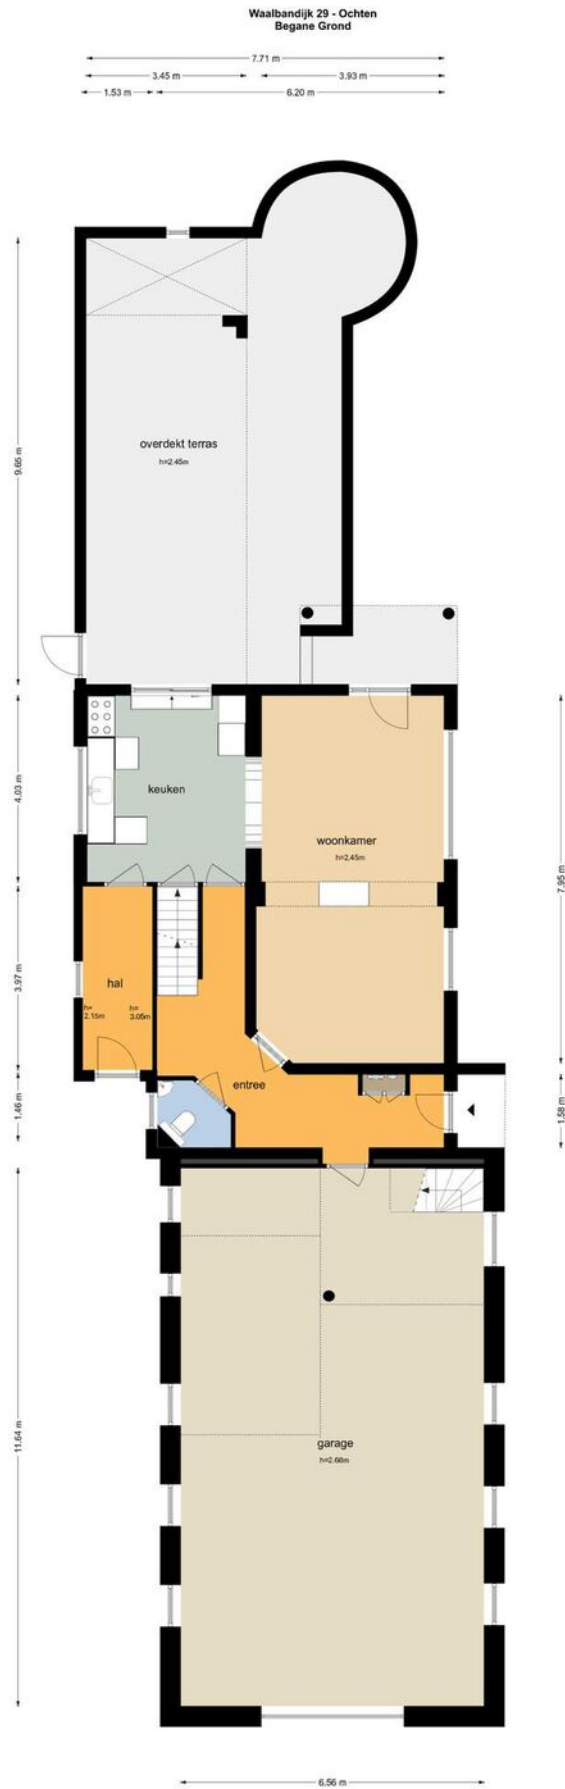 Waalbandijk 29 - Ochten
Begane Grond
7.71 m
3.45 m
3.93 m
1.53 m
6.20 m
9.65 m
overdekt terras
h=2.45m
4.03 m
keuken
woonkamer
h=2.45m
7.95 m
3.97 m
hal
h=
2.15m
h=
3.05m
entree
1.46 m
1.58 m
11.64 m
garage
h=2.68m
6.56 m